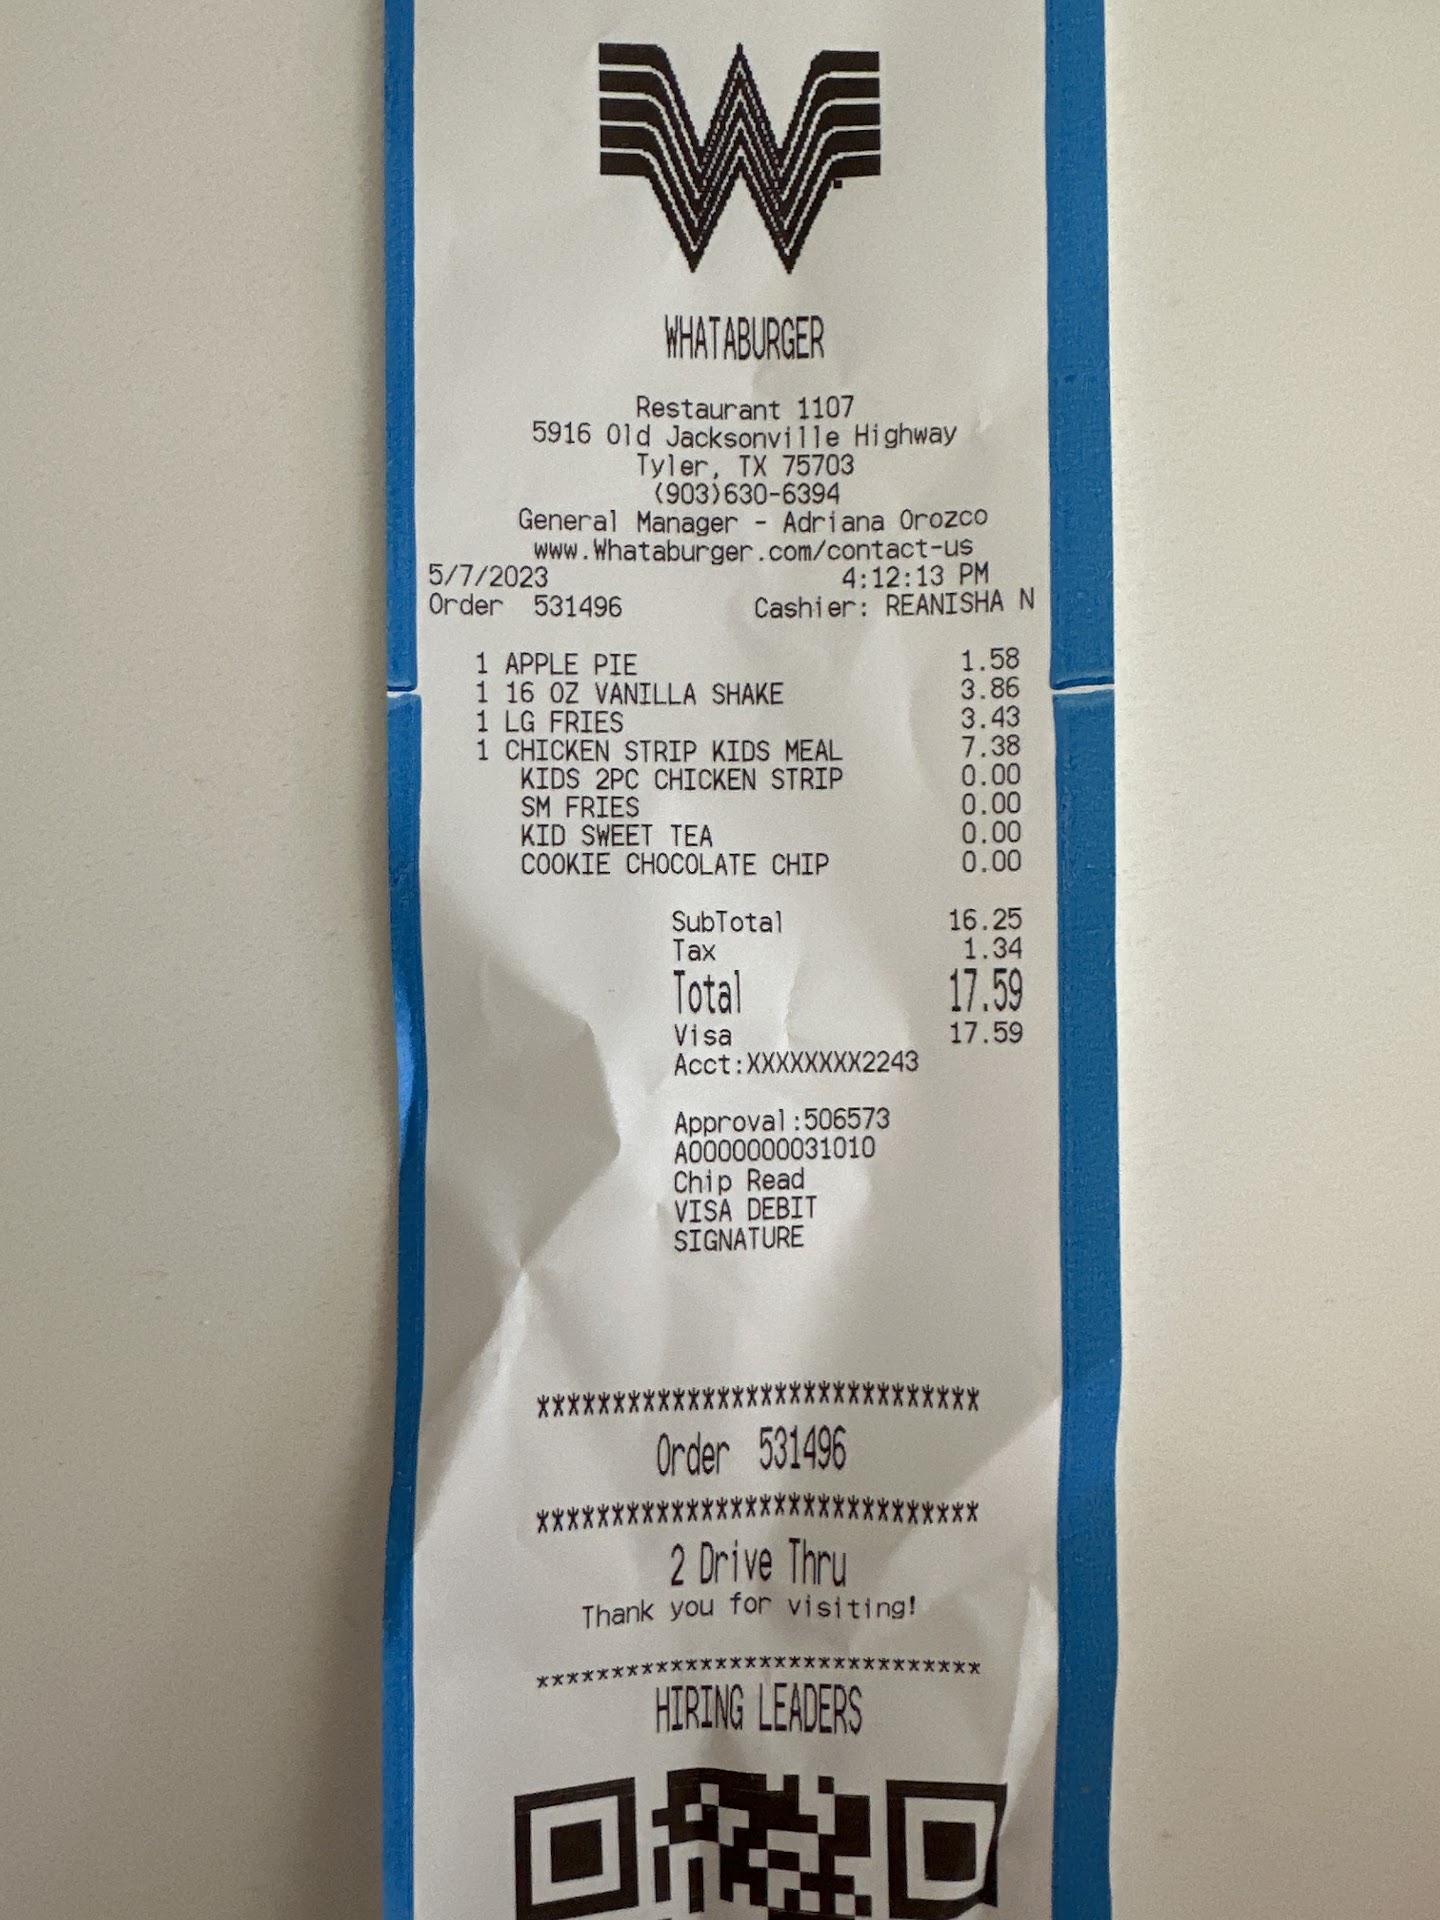 WHATABURGER
Restaurant 1107
5916 Old Jacksonville Highway
Tyler, TX 75703
(903)630-6394
General Manager - Adriana Orozco
www.Whataburger.com/contact-us
5/7/2023 4:12:13 PM
Order 531496 Cashier: REANISHA N
1 APPLE PIE 1.58
1 16 OZ VANILLA SHAKE 3.86
1 LG FRIES 3.43
1 CHICKEN STRIP KIDS MEAL 7.38
KIDS 2PC CHICKEN STRIP 0.00
SM FRIES 0.00
KID SWEET TEA 0.00
COOKIE CHOCOLATE CHIP 0.00
SubTotal 16.25
Tax 1.34
Total 17.59
Visa 17.59
Acct:XXXXXXXX2243
Approval:506573
A0000000031010
Chip Read
VISA DEBIT
SIGNATURE
******************************
Order 531496
******************************
2 Drive Thru
Thank you for visiting!
******************************
HIRING LEADERS